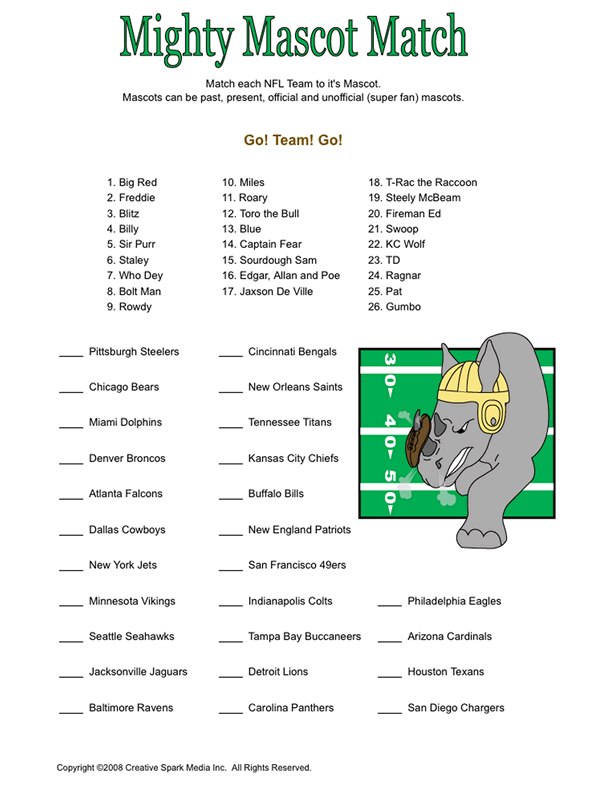 Mighty Mascot Match
Match each NFL Team to it's Mascot.
Mascots can be past, present, official and unofficial (super fan) mascots.
Go! Team! Go!
1. Big Red
2. Freddie
3. Blitz
4. Billy
5. Sir Purr
6. Staley
7. Who Dey
8. Bolt Man
9. Rowdy
10. Miles
11. Roary
12. Toro the Bull
13. Blue
14. Captain Fear
15. Sourdough Sam
16. Edgar, Allan and Poe
17. Jaxson De Ville
18. T-Rac the Raccoon
19. Steely McBeam
20. Fireman Ed
21. Swoop
22. KC Wolf
23. TD
24. Ragnar
25. Pat
26. Gumbo
____ Pittsburgh Steelers
____ Chicago Bears
____ Miami Dolphins
____ Denver Broncos
____ Atlanta Falcons
____ Dallas Cowboys
____ New York Jets
____ Minnesota Vikings
____ Seattle Seahawks
____ Jacksonville Jaguars
____ Baltimore Ravens
____ Cincinnati Bengals
____ New Orleans Saints
____ Tennessee Titans
____ Kansas City Chiefs
____ Buffalo Bills
____ New England Patriots
____ San Francisco 49ers
____ Indianapolis Colts
____ Tampa Bay Buccaneers
____ Detroit Lions
____ Carolina Panthers
____ Philadelphia Eagles
____ Arizona Cardinals
____ Houston Texans
____ San Diego Chargers
30
40
50
Copyright ©2008 Creative Spark Media Inc. All Rights Reserved.